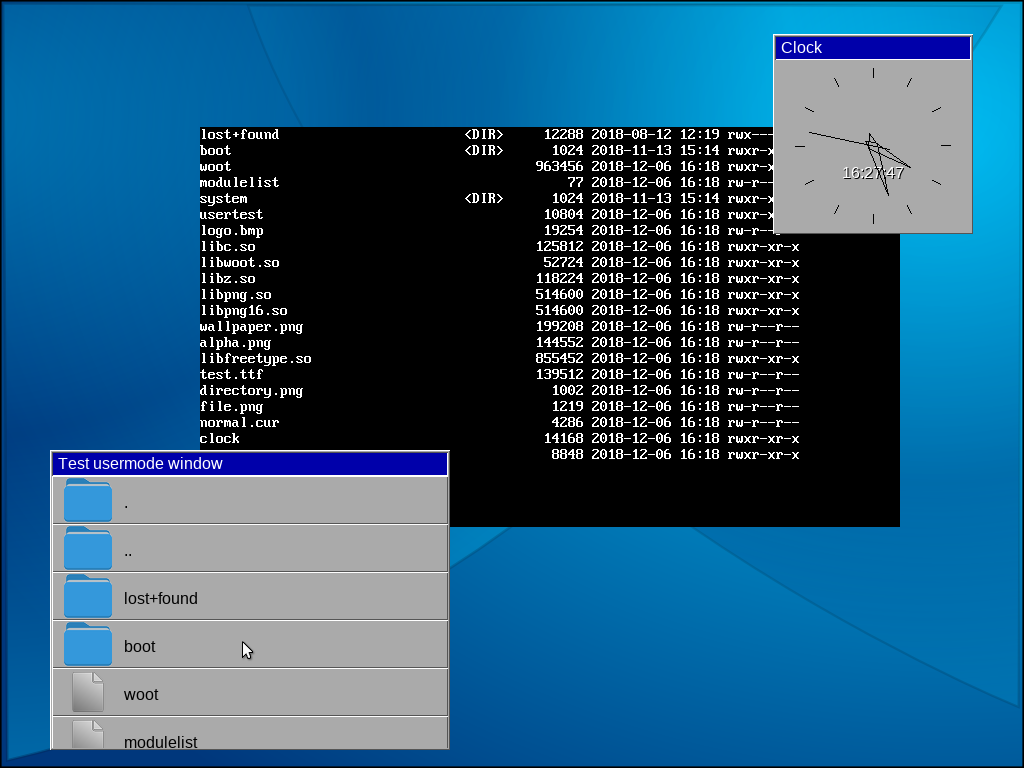 Clock
16:27:47
lost+found <DIR> 12288 2018-08-12 12:19 rwx---
boot <DIR> 1024 2018-11-13 15:14 rwxr-x
woot 963456 2018-12-06 16:18 rwxr-x
modulelist 77 2018-12-06 16:18 rw-r--
system <DIR> 1024 2018-11-13 15:14 rwxr-x
usertest 10804 2018-12-06 16:18 rwxr-x
logo.bmp 19254 2018-12-06 16:18 rw-r--
libc.so 125812 2018-12-06 16:18 rwxr-xr-x
libwoot.so 52724 2018-12-06 16:18 rwxr-xr-x
libz.so 118224 2018-12-06 16:18 rwxr-xr-x
libpng.so 514600 2018-12-06 16:18 rwxr-xr-x
libpng16.so 514600 2018-12-06 16:18 rwxr-xr-x
wallpaper.png 199208 2018-12-06 16:18 rw-r--r--
alpha.png 144552 2018-12-06 16:18 rw-r--r--
libfreetype.so 855452 2018-12-06 16:18 rwxr-xr-x
test.ttf 139512 2018-12-06 16:18 rw-r--r--
directory.png 1002 2018-12-06 16:18 rw-r--r--
file.png 1219 2018-12-06 16:18 rw-r--r--
normal.cur 4286 2018-12-06 16:18 rw-r--r--
clock 14168 2018-12-06 16:18 rwxr-xr-x
8848 2018-12-06 16:18 rwxr-xr-x
Test usermode window
.
..
lost+found
boot
woot
modulelist